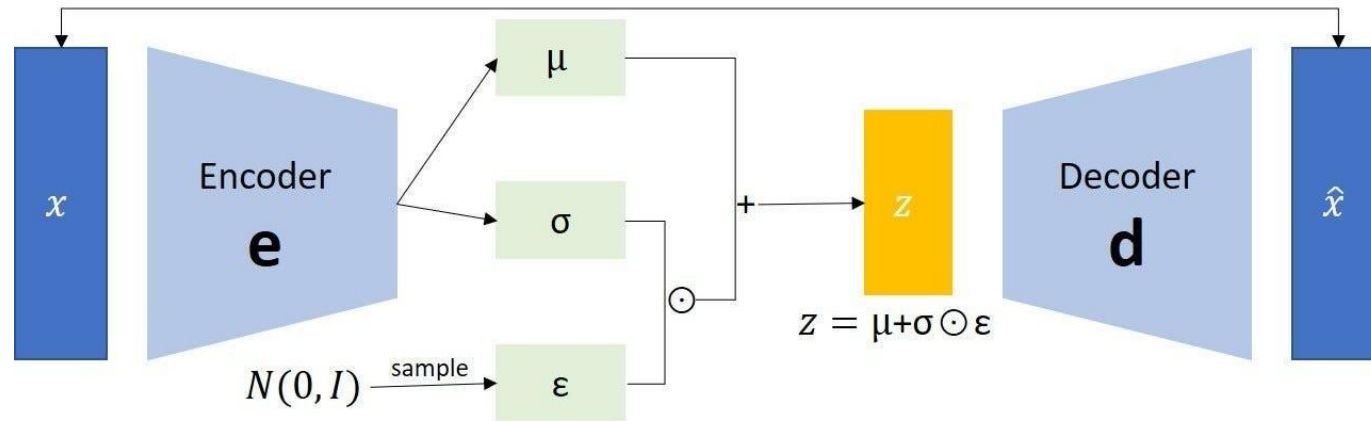 x
Encoder
e
μ
σ
N(0, I)
sample
ε
⊙
+
z
z = μ+σ⊙ε
Decoder
d
x̂